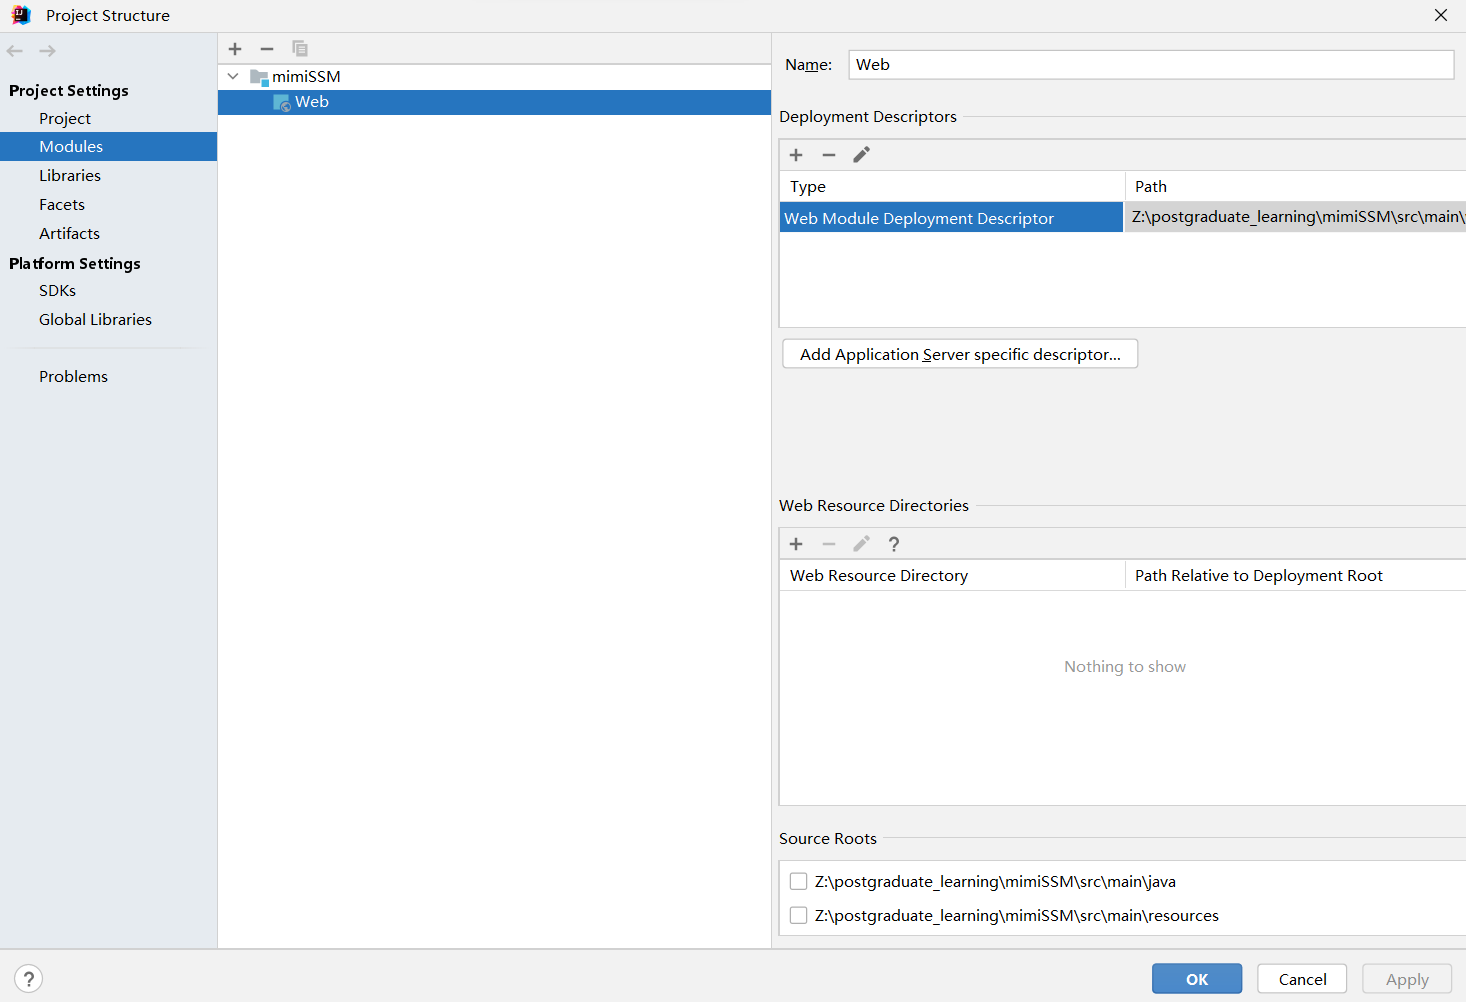 Project Structure
Project Settings
Project
Modules
Libraries
Facets
Artifacts
Platform Settings
SDKs
Global Libraries
Problems
mimiSSM
Web
Name: Web
Deployment Descriptors
Type Path
Web Module Deployment Descriptor Z:\postgraduate_learning\mimiSSM\src\main\
Add Application Server specific descriptor...
Web Resource Directories
?
Web Resource Directory Path Relative to Deployment Root
Nothing to show
Source Roots
Z:\postgraduate_learning\mimiSSM\src\main\java
Z:\postgraduate_learning\mimiSSM\src\main\resources
? OK Cancel Apply